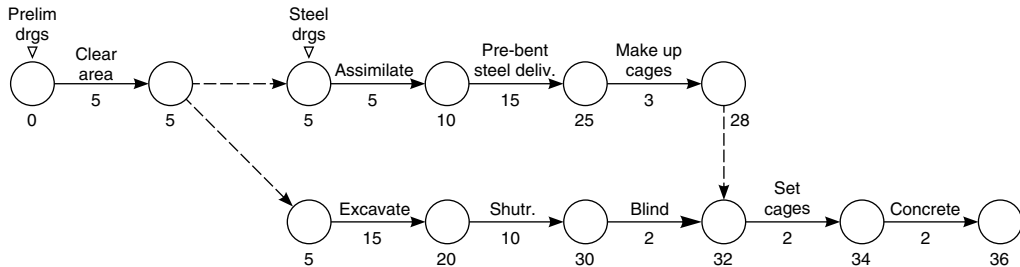 Prelim
drgs
Steel
drgs
Clear
area
Assimilate
Pre-bent
steel deliv.
Make up
cages
5
5
15
3
0
5
5
10
25
28
Excavate
Shutr.
Blind
Set
cages
Concrete
15
10
2
2
2
5
20
30
32
34
36